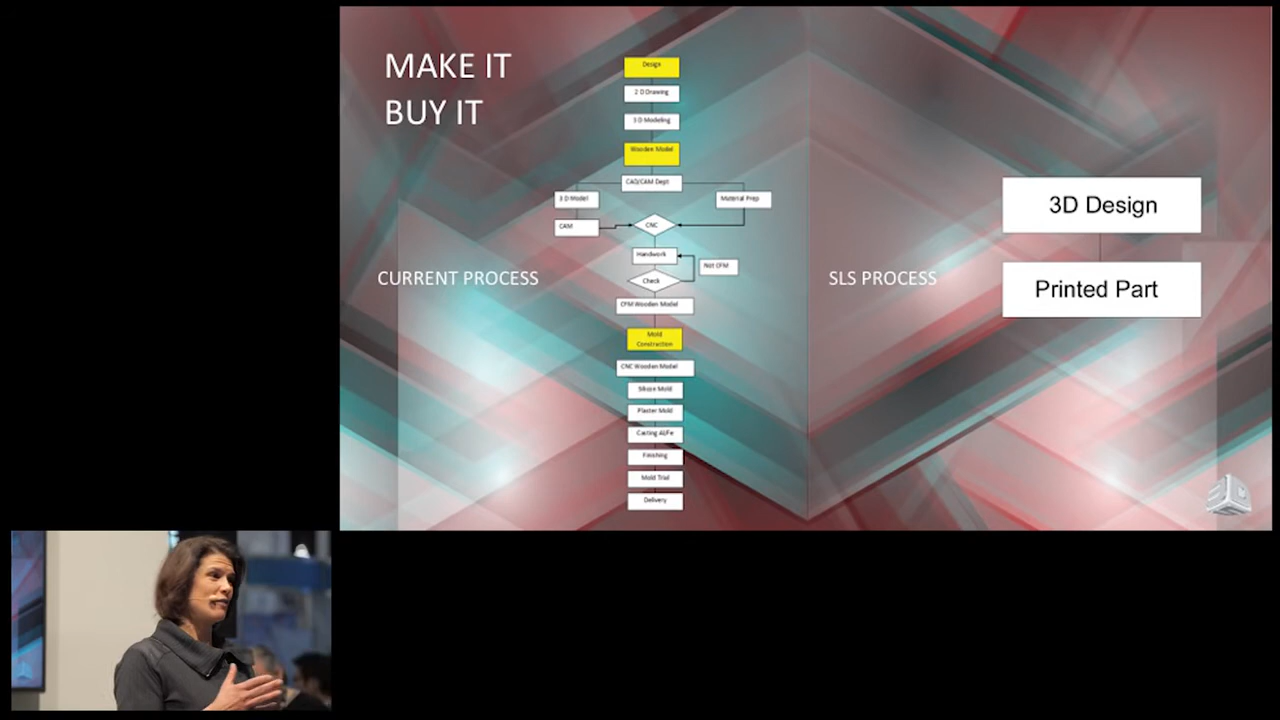 MAKE IT
BUY IT
Design
2 D Drawing
3 D Modeling
Wooden Model
CAD/CAM Dept
3 D Model
Material Prep
CAM
CNC
Handwork
Not CFM
Check
CFM Wooden Model
Mold
Construction
CNC Wooden Model
Silicon Mold
Plaster Mold
Casting Al/Fe
Finishing
Mold Trial
Delivery
CURRENT PROCESS
SLS PROCESS
3D Design
Printed Part